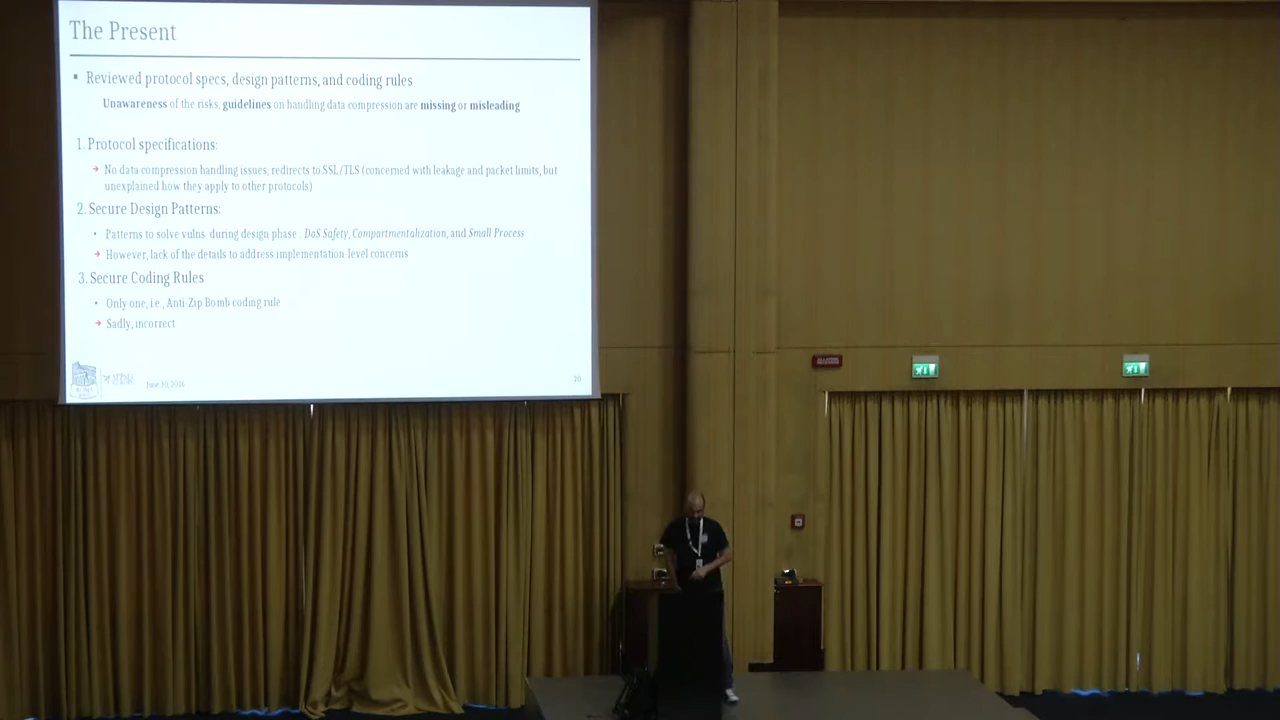 The Present
▪ Reviewed protocol specs, design patterns, and coding rules
Unawareness of the risks, guidelines on handling data compression are missing or misleading
1. Protocol specifications:
→ No data compression handling issues, redirects to SSL/TLS (concerned with leakage and packet limits, but
unexplained how they apply to other protocols)
2. Secure Design Patterns:
• Patterns to solve vulns during design phase . DoS Safety, Compartmentalization, and Small Process
→ However, lack of the details to address implementation-level concerns
3. Secure Coding Rules
• Only one, i.e., Anti-Zip Bomb coding rule
→ Sadly, incorrect
June 30, 2016
20